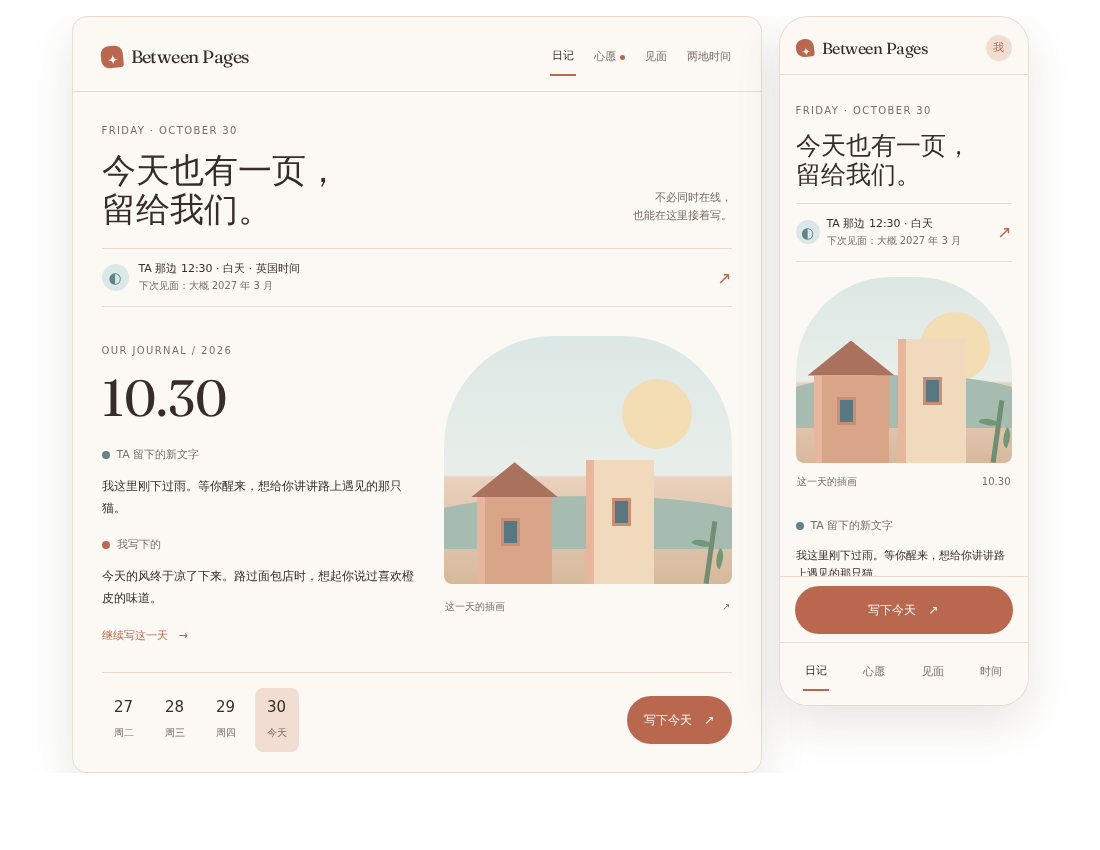 Between Pages
日记
心愿
见面
两地时间
FRIDAY · OCTOBER 30
今天也有一页，
留给我们。
不必同时在线，
也能在这里接着写。
TA 那边 12:30 · 白天 · 英国时间
下次见面：大概 2027 年 3 月
↗
OUR JOURNAL / 2026
10.30
TA 留下的新文字
我这里刚下过雨。等你醒来，想给你讲讲路上遇见的那只
猫。
我写下的
今天的风终于凉了下来。路过面包店时，想起你说过喜欢橙
皮的味道。
继续写这一天 →
这一天的插画 ↗
27
周二
28
周三
29
周四
30
今天
写下今天 ↗
Between Pages
我
FRIDAY · OCTOBER 30
今天也有一页，
留给我们。
TA 那边 12:30 · 白天
下次见面：大概 2027 年 3 月
↗
这一天的插画 10.30
TA 留下的新文字
我这里刚下过雨。等你醒来，想给你讲讲路
上遇见的那只猫。
写下今天 ↗
日记
心愿
见面
时间